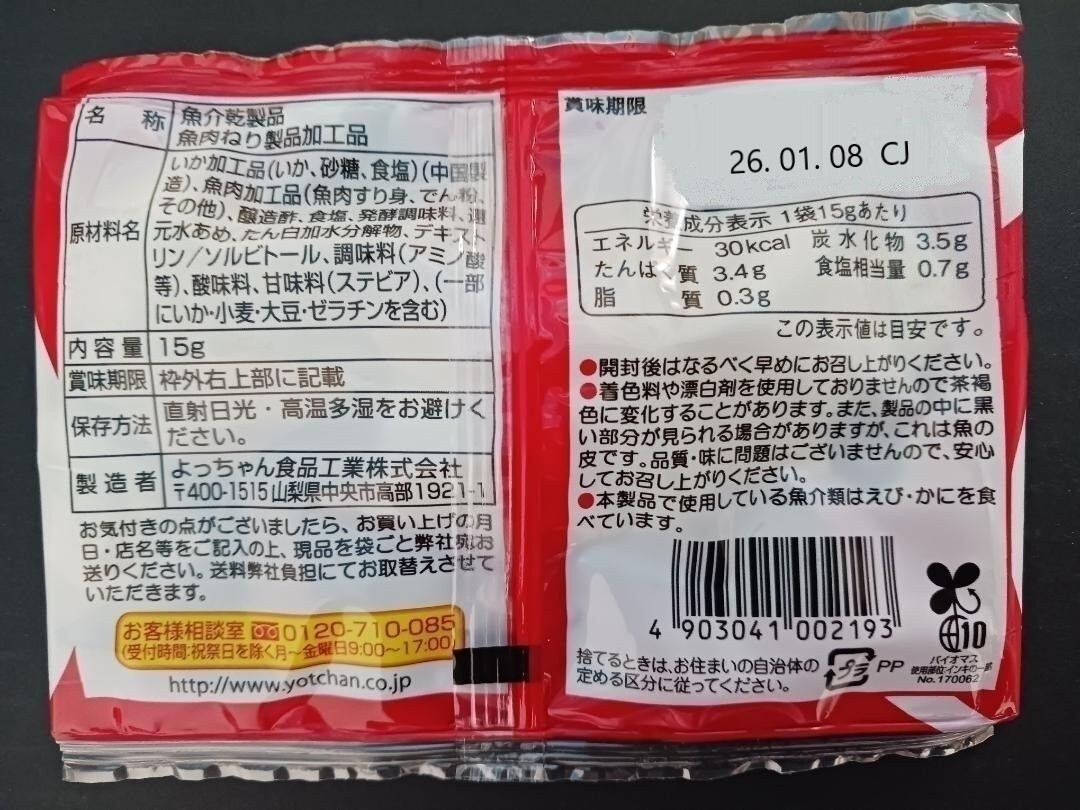 名 称 魚介乾製品
魚肉ねり製品加工品
原材料名 いか加工品(いか、砂糖、食塩)(中国製
造)、魚肉加工品(魚肉すり身、でん粉、
その他)、醸造酢、食塩、発酵調味料、還
元水あめ、たん白加水分解物、デキスト
リン/ソルビトール、調味料(アミノ酸
等)、酸味料、甘味料(ステビア)、(一部
にいか・小麦・大豆・ゼラチンを含む)
内容量 15g
賞味期限 枠外右上部に記載
保存方法 直射日光・高温多湿をお避けく
ださい。
製造者 よっちゃん食品工業株式会社
〒400-1515 山梨県中央市高部1921-1
お気付きの点がございましたら、お買い上げの月
日・店名等をご記入の上、現品を袋ごと弊社宛お
送りください。送料弊社負担にてお取替えさせて
いただきます。
お客様相談室 0120-710-085
(受付時間:祝祭日を除く月~金曜日9:00~17:00)
http://www.yotchan.co.jp
賞味期限
26.01.08 CJ
栄養成分表示 1袋15gあたり
エネルギー 30kcal 炭水化物 3.5g
たんぱく質 3.4g 食塩相当量 0.7g
脂 質 0.3g
この表示値は目安です。
●開封後はなるべく早めにお召し上がりください。
●着色料や漂白剤を使用しておりませんので茶褐
色に変化することがあります。また、製品の中に黒
い部分が見られる場合がありますが、これは魚の
皮です。品質・味に問題はございませんので、安心
してお召し上がりください。
●本製品で使用している魚介類はえび・かにを食
べています。
4 903041 002193
捨てるときは、お住まいの自治体の
定める区分に従ってください。
プラ PP
10
バイオマス
使用部位:インキの一部
No.170062